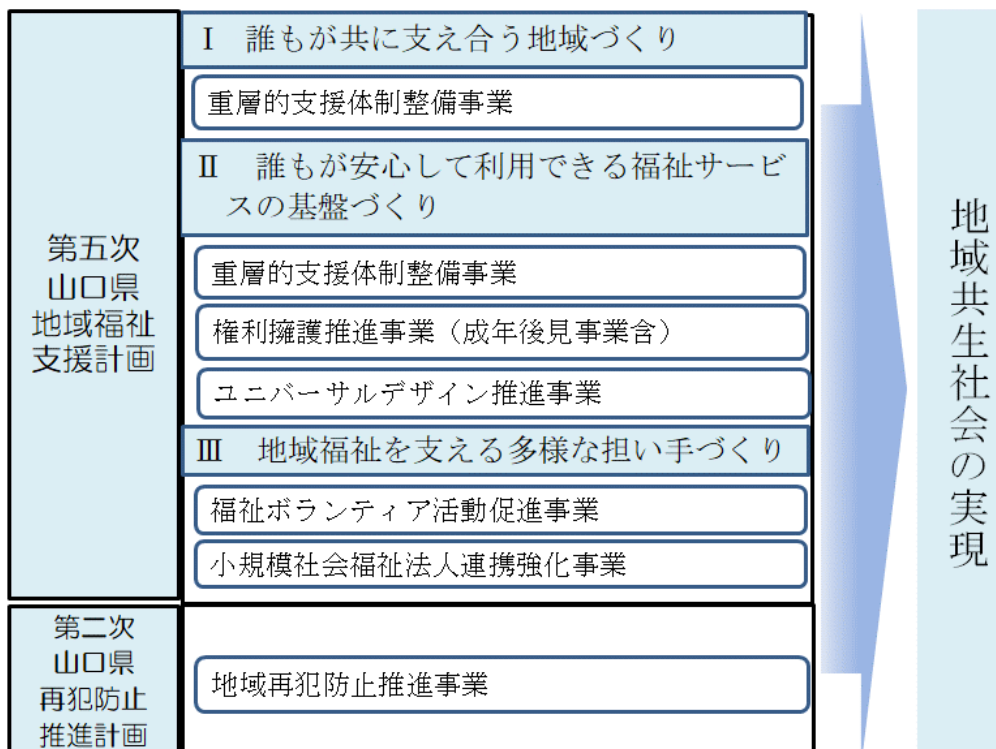 第五次
山口県
地域福祉
支援計画
Ⅰ 誰もが共に支え合う地域づくり
重層的支援体制整備事業
Ⅱ 誰もが安心して利用できる福祉サービ
スの基盤づくり
重層的支援体制整備事業
権利擁護推進事業（成年後見事業含）
ユニバーサルデザイン推進事業
Ⅲ 地域福祉を支える多様な担い手づくり
福祉ボランティア活動促進事業
小規模社会福祉法人連携強化事業
第二次
山口県
再犯防止
推進計画
地域再犯防止推進事業
地域共生社会の実現